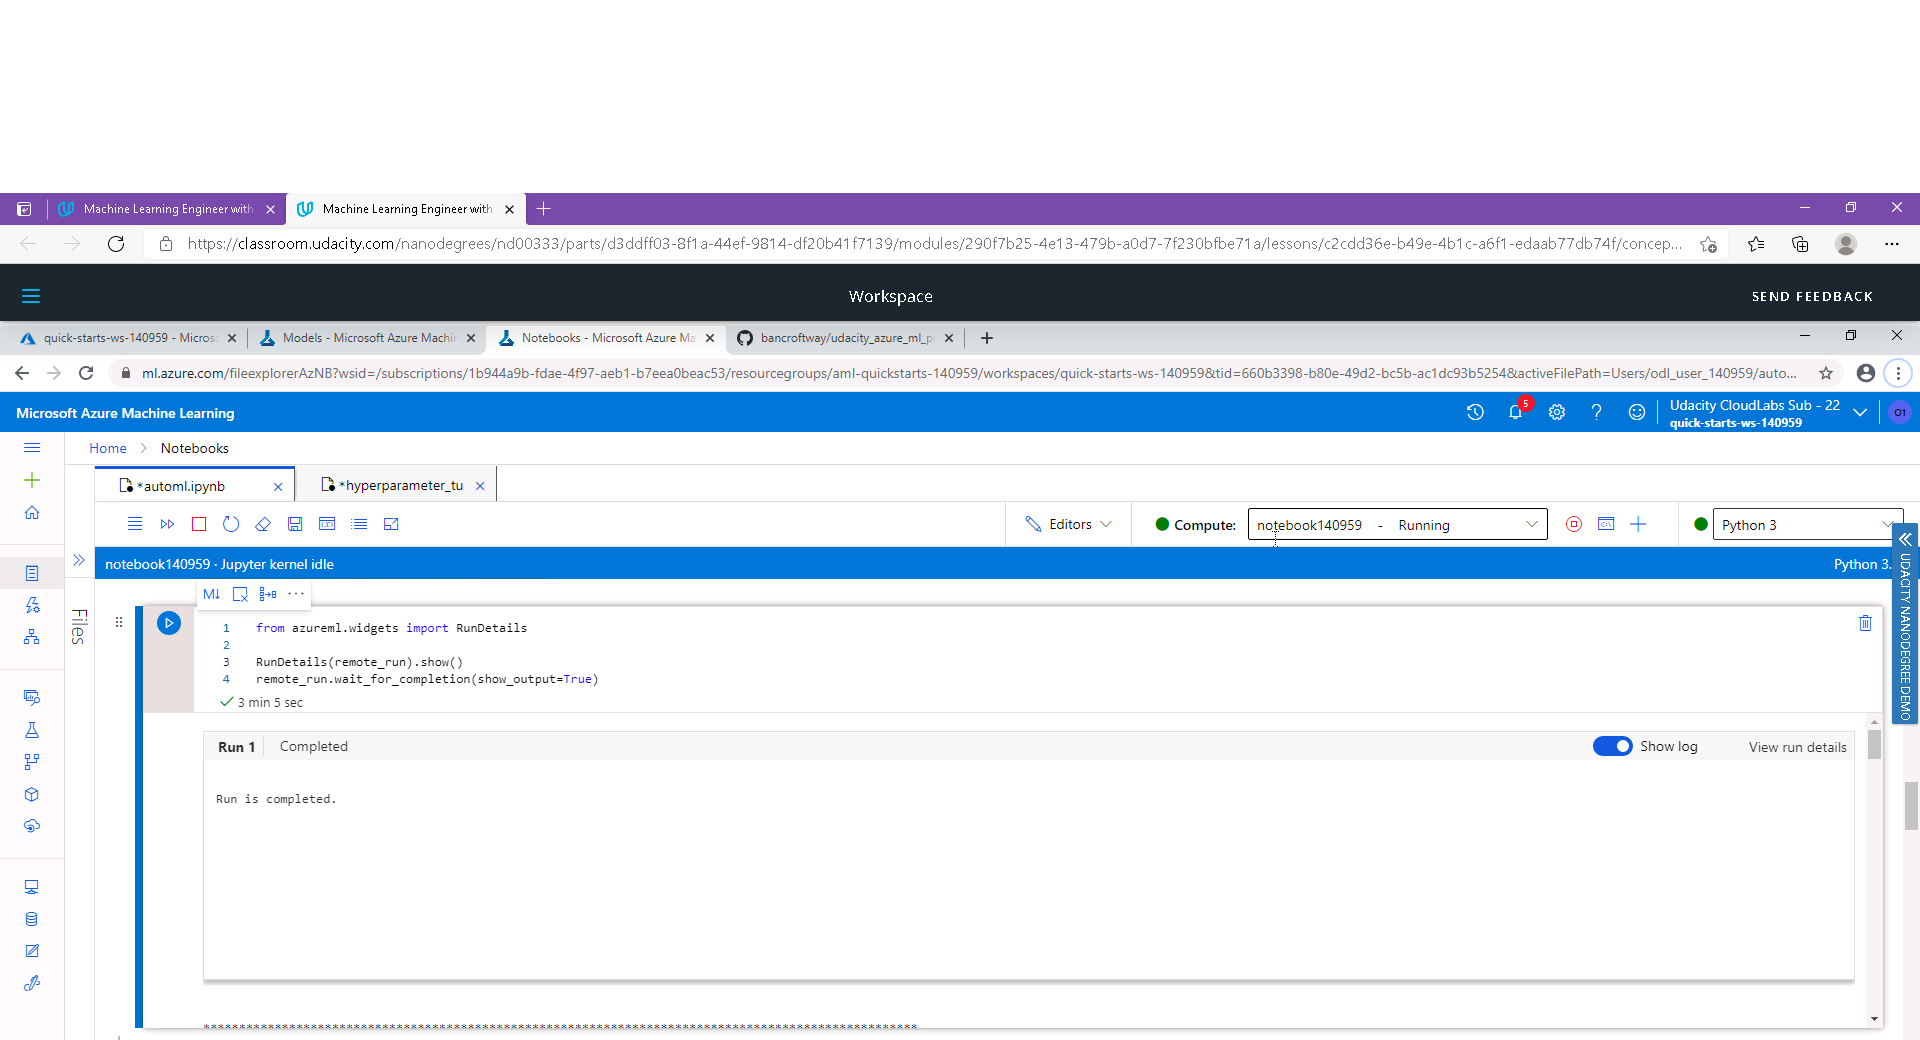 Machine Learning Engineer with
Machine Learning Engineer with
https://classroom.udacity.com/nanodegrees/nd00333/parts/d3ddff03-8f1a-44ef-9814-df20b41f7139/modules/290f7b25-4e13-479b-a0d7-7f230bfbe71a/lessons/c2cdd36e-b49e-4b1c-a6f1-edaab77db74f/concep...
Workspace
SEND FEEDBACK
quick-starts-ws-140959 - Micros
Models - Microsoft Azure Machi
Notebooks - Microsoft Azure Ma
bancroftway/udacity_azure_ml_p
ml.azure.com/fileexplorerAzNB?wsid=/subscriptions/1b944a9b-fdae-4f97-aeb1-b7eea0beac53/resourcegroups/aml-quickstarts-140959/workspaces/quick-starts-ws-140959&tid=660b3398-b80e-49d2-bc5b-ac1dc93b5254&activeFilePath=Users/odl_user_140959/auto...
Microsoft Azure Machine Learning
5
Udacity CloudLabs Sub - 22
quick-starts-ws-140959
O1
Home > Notebooks
*automl.ipynb
*hyperparameter_tu
Editors
Compute:
notebook140959 - Running
Python 3
notebook140959 · Jupyter kernel idle
Python 3.
UDACITY NANODEGREE DEMO
Files
M↓
1 from azureml.widgets import RunDetails
2
3 RunDetails(remote_run).show()
4 remote_run.wait_for_completion(show_output=True)
3 min 5 sec
Run 1
Completed
Show log
View run details
Run is completed.